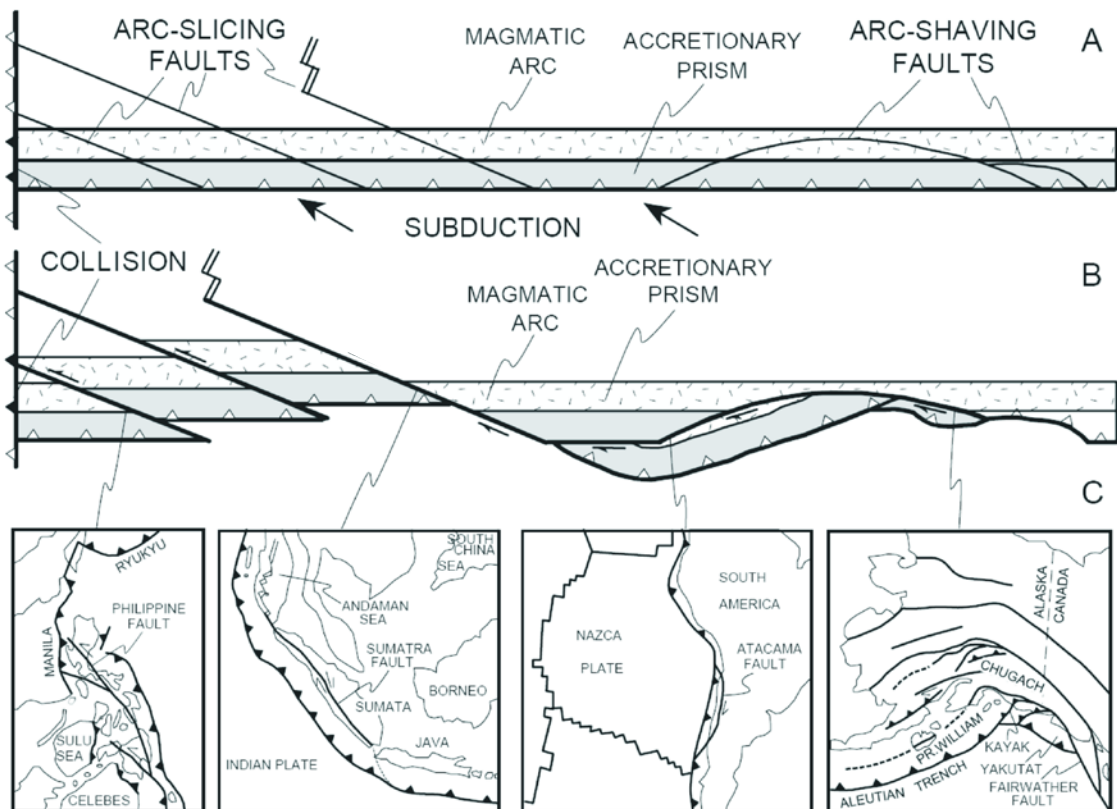 ARC-SLICING
FAULTS
MAGMATIC
ARC
ACCRETIONARY
PRISM
ARC-SHAVING
FAULTS
A
SUBDUCTION
COLLISION
MAGMATIC
ARC
ACCRETIONARY
PRISM
B
C
RYUKYU
PHILIPPINE
FAULT
MANILA
SULU
SEA
CELEBES
SOUTH
CHINA
SEA
ANDAMAN
SEA
SUMATRA
FAULT
SUMATA
BORNEO
JAVA
INDIAN PLATE
NAZCA
PLATE
SOUTH
AMERICA
ATACAMA
FAULT
ALASKA
CANADA
CHUGACH
PR.WILLIAM
KAYAK
YAKUTAT
FAIRWATHER
FAULT
ALEUTIAN TRENCH